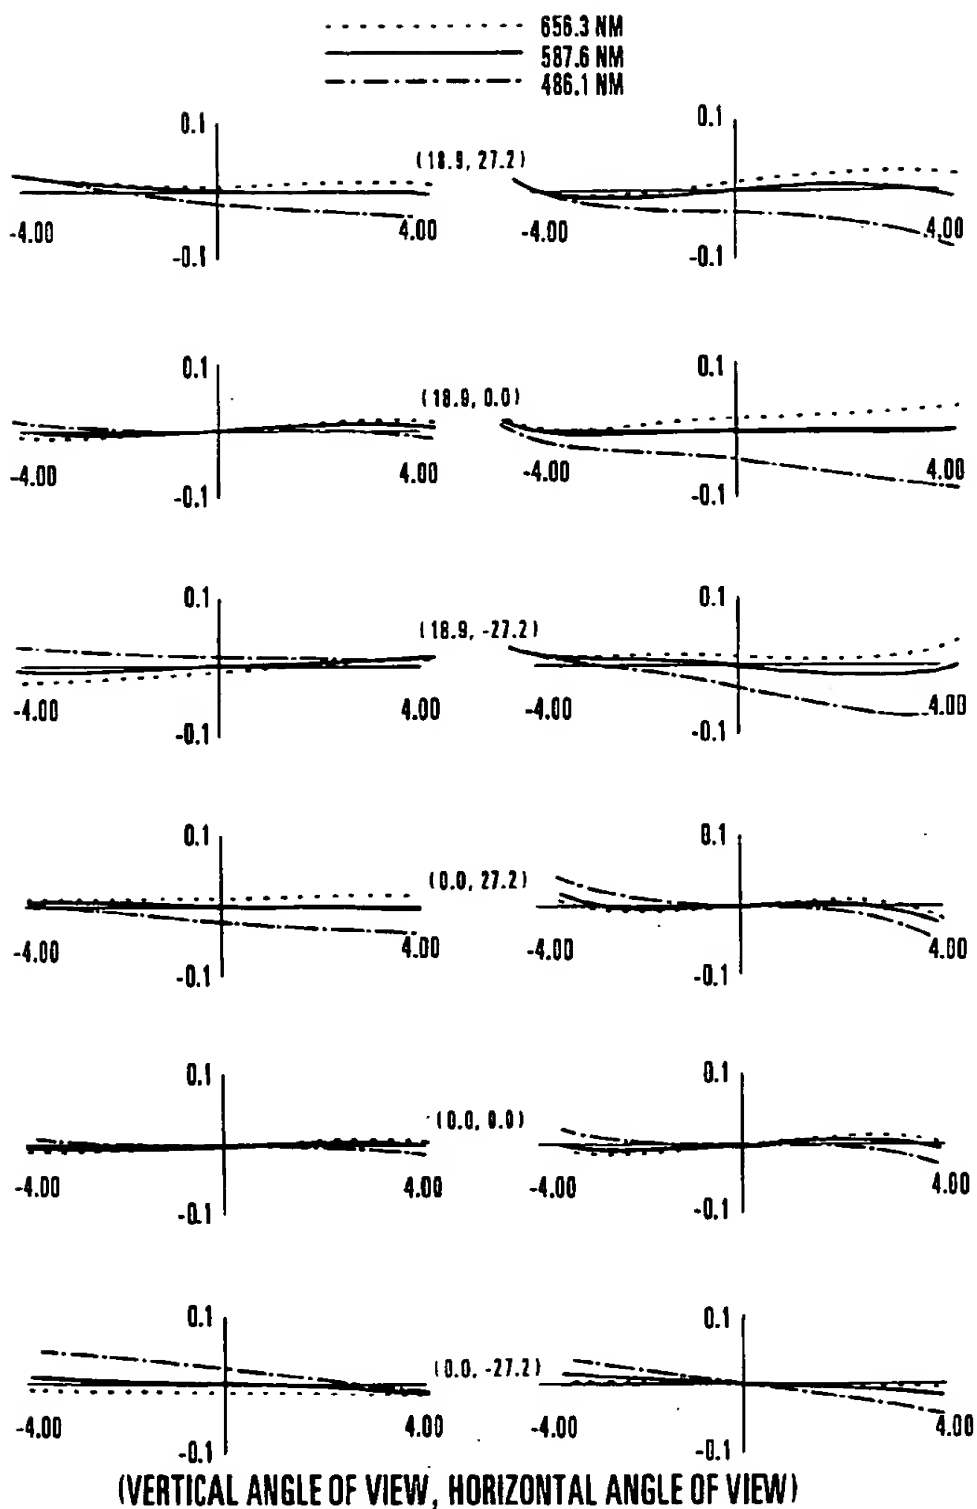 656.3 NM
587.6 NM
486.1 NM
0.1 0.1
(18.9, 27.2)
-4.00 4.00 -4.00 4.00
-0.1 -0.1
0.1 0.1
(18.9, 0.0)
-4.00 4.00 -4.00 4.00
-0.1 -0.1
0.1 0.1
(18.9, -27.2)
-4.00 4.00 -4.00 4.00
-0.1 -0.1
0.1 0.1
(0.0, 27.2)
-4.00 4.00 -4.00 4.00
-0.1 -0.1
0.1 0.1
(0.0, 0.0)
-4.00 4.00 -4.00 4.00
-0.1 -0.1
0.1 0.1
(0.0, -27.2)
-4.00 4.00 -4.00 4.00
-0.1 -0.1
(VERTICAL ANGLE OF VIEW, HORIZONTAL ANGLE OF VIEW)